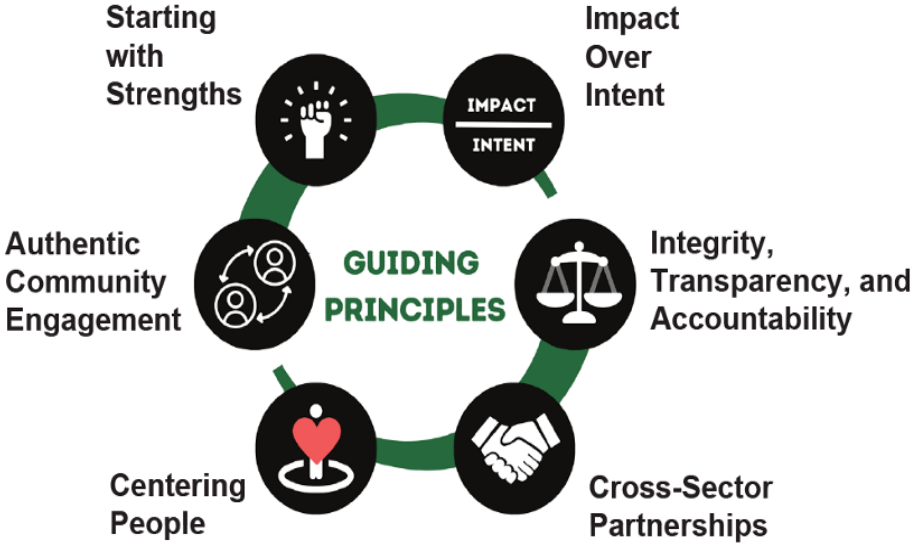 Starting
with
Strengths
Impact
Over
Intent
IMPACT
INTENT
Authentic
Community
Engagement
GUIDING
PRINCIPLES
Integrity,
Transparency, and
Accountability
Centering
People
Cross-Sector
Partnerships